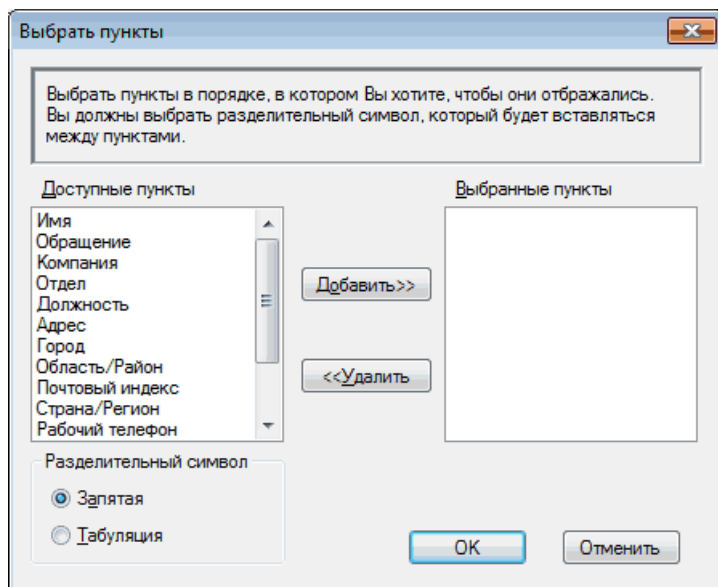 Выбрать пункты
Выбрать пункты в порядке, в котором Вы хотите, чтобы они отбражались.
Вы должны выбрать разделительный символ, который будет вставляться
между пунктами.
Доступные пункты
Выбранные пункты
Имя
Обращение
Компания
Отдел
Должность
Адрес
Город
Область/Район
Почтовый индекс
Страна/Регион
Рабочий телефон
Добавить>>
<<Удалить
Разделительный символ
Запятая
Табуляция
OK
Отменить